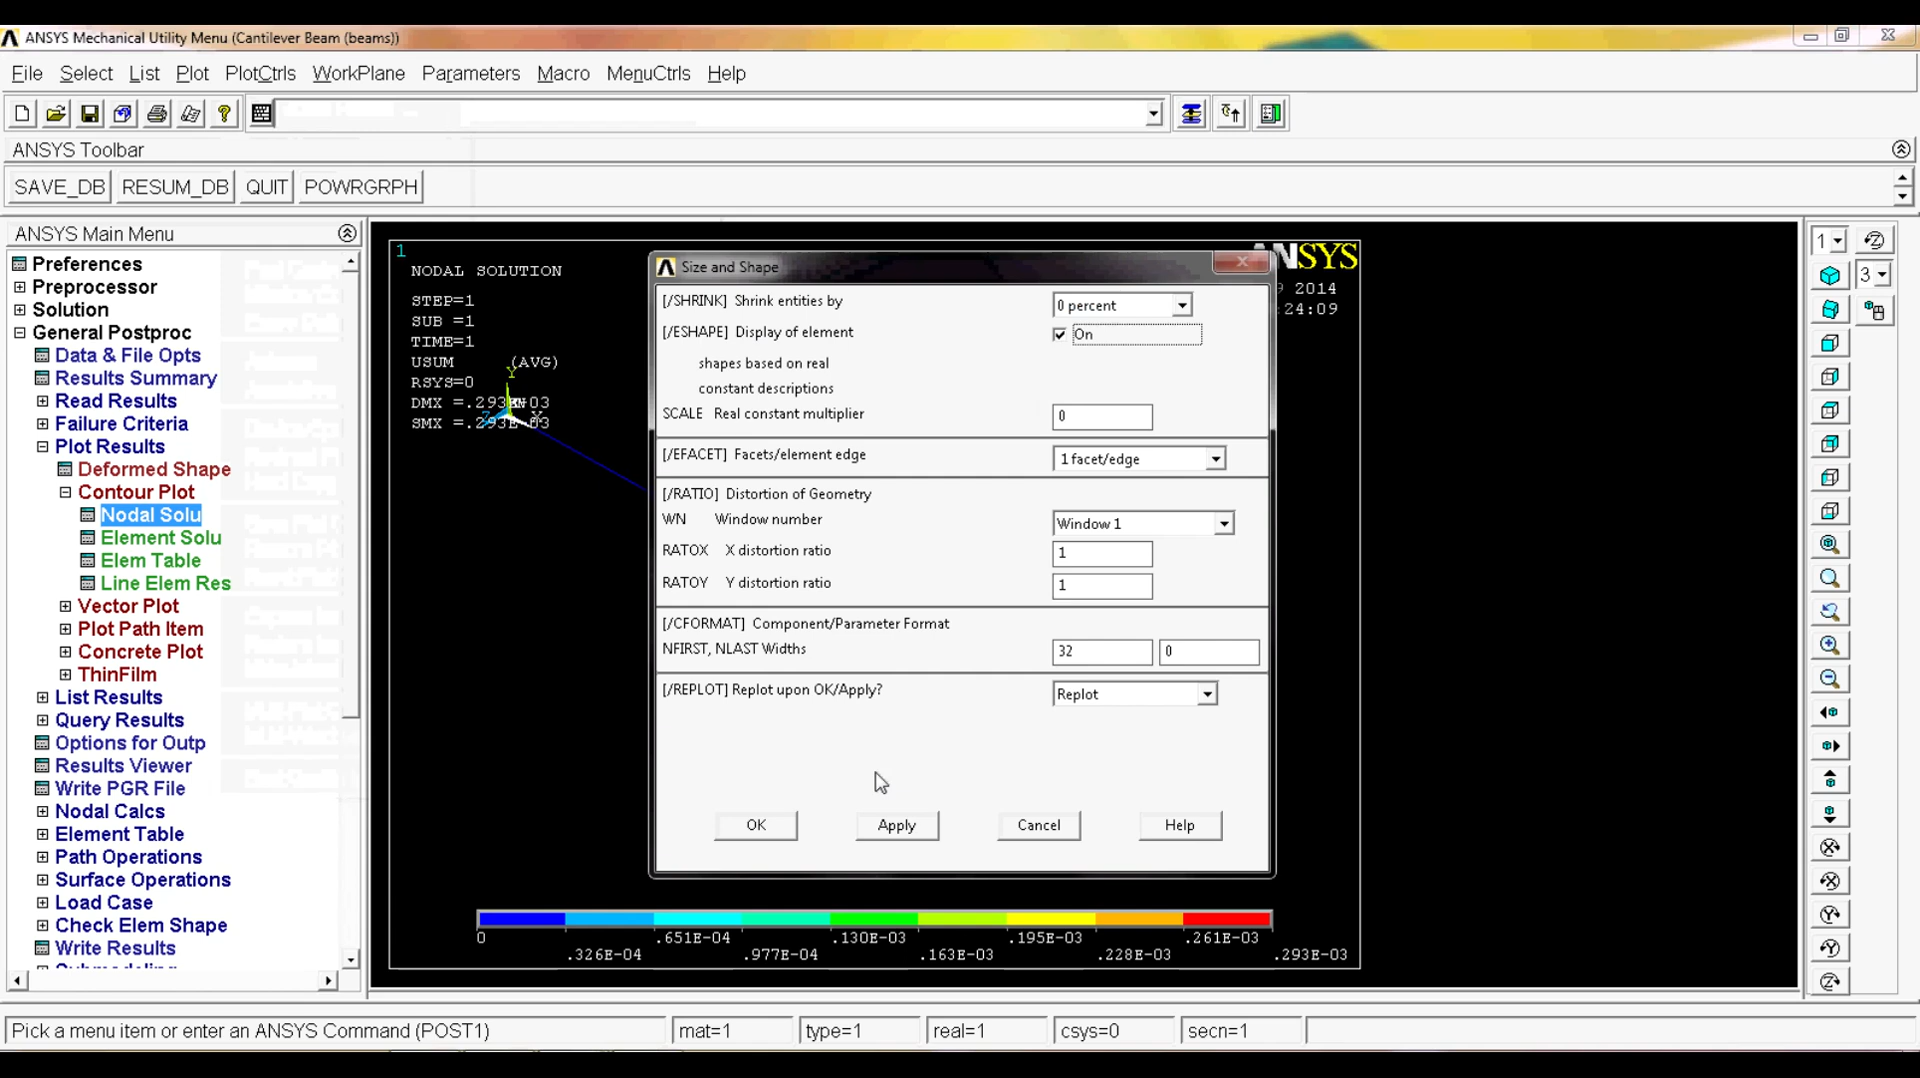 ANSYS Mechanical Utility Menu (Cantilever Beam (beams))
File Select List Plot PlotCtrls WorkPlane Parameters Macro MenuCtrls Help
ANSYS Toolbar
SAVE_DB RESUM_DB QUIT POWRGRPH
ANSYS Main Menu
Preferences
Preprocessor
Solution
General Postproc
Data & File Opts
Results Summary
Read Results
Failure Criteria
Plot Results
Deformed Shape
Contour Plot
Nodal Solu
Element Solu
Elem Table
Line Elem Res
Vector Plot
Plot Path Item
Concrete Plot
ThinFilm
List Results
Query Results
Options for Outp
Results Viewer
Write PGR File
Nodal Calcs
Element Table
Path Operations
Surface Operations
Load Case
Check Elem Shape
Write Results
1
NODAL SOLUTION
STEP=1
SUB =1
TIME=1
USUM (AVG)
RSYS=0
DMX =.293E-03
SMX =.293E-03
Y
Z X
2014
:24:09
Size and Shape
[/SHRINK] Shrink entities by 0 percent
[/ESHAPE] Display of element On
shapes based on real
constant descriptions
SCALE Real constant multiplier 0
[/EFACET] Facets/element edge 1 facet/edge
[/RATIO] Distortion of Geometry
WN Window number Window 1
RATOX X distortion ratio 1
RATOY Y distortion ratio 1
[/CFORMAT] Component/Parameter Format
NFIRST, NLAST Widths 32 0
[/REPLOT] Replot upon OK/Apply? Replot
OK Apply Cancel Help
0 .651E-04 .130E-03 .195E-03 .261E-03
.326E-04 .977E-04 .163E-03 .228E-03 .293E-03
1
3
Pick a menu item or enter an ANSYS Command (POST1) mat=1 type=1 real=1 csys=0 secn=1